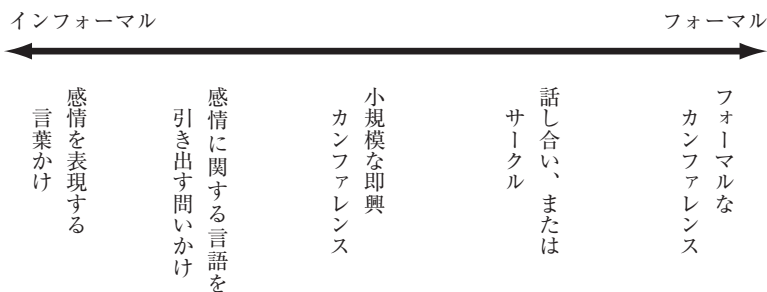 インフォーマル
フォーマル
感情を表現する
言葉かけ
感情に関する言語を
引き出す問いかけ
小規模な即興
カンファレンス
話し合い、または
サークル
フォーマルな
カンファレンス